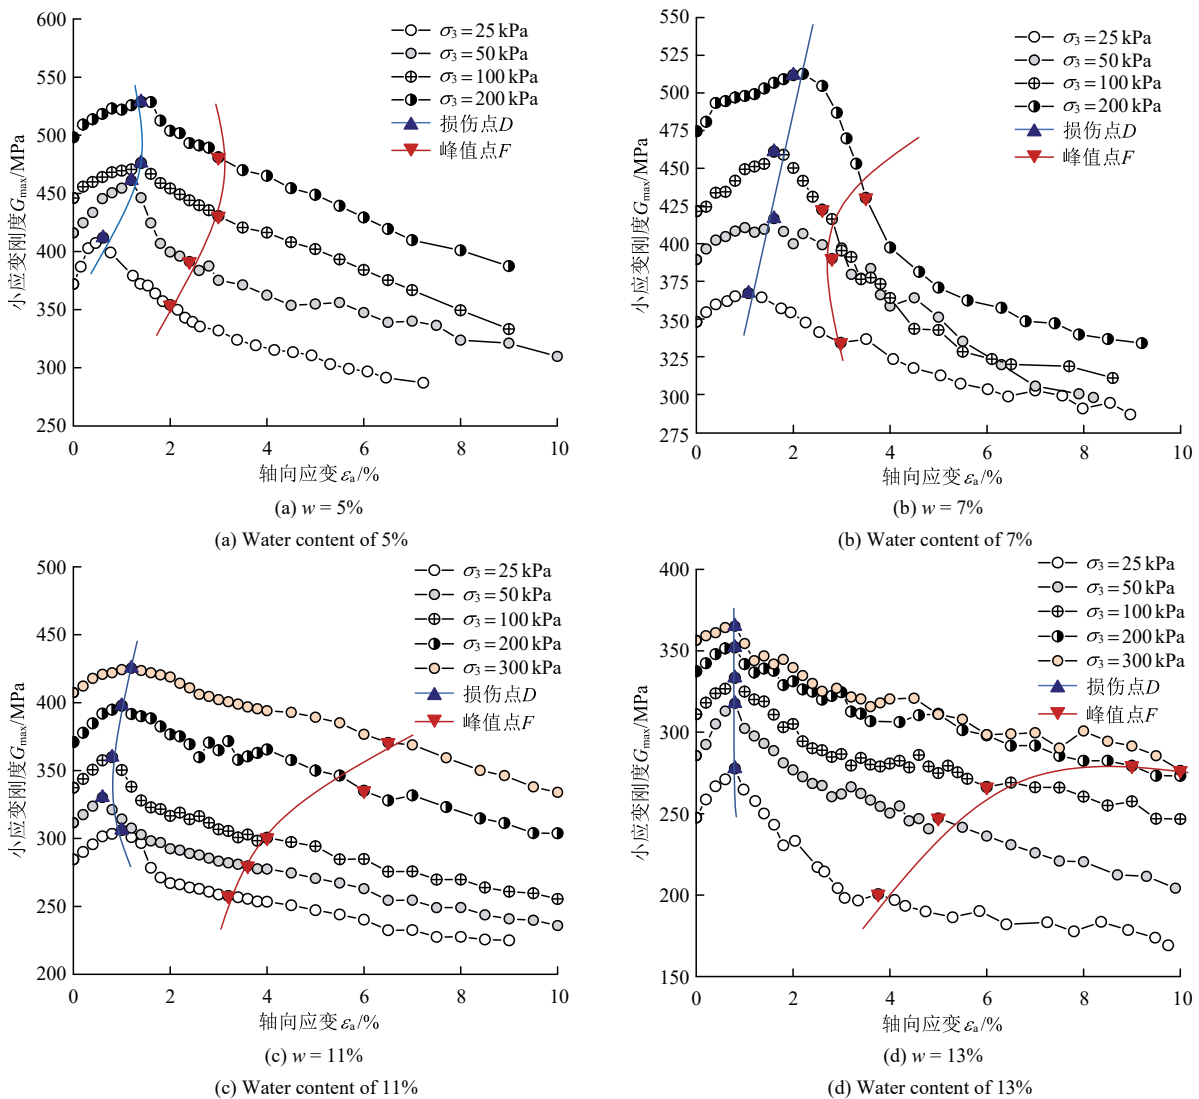 600
550
500
450
400
350
300
250
小应变刚度Gmax/MPa
σ3=25 kPa
σ3=50 kPa
σ3=100 kPa
σ3=200 kPa
损伤点D
峰值点F
0 2 4 6 8 10
轴向应变εa/%
(a) w = 5%
(a) Water content of 5%
550
525
500
475
450
425
400
375
350
325
300
275
小应变刚度Gmax/MPa
σ3=25 kPa
σ3=50 kPa
σ3=100 kPa
σ3=200 kPa
损伤点D
峰值点F
0 2 4 6 8 10
轴向应变εa/%
(b) w = 7%
(b) Water content of 7%
500
450
400
350
300
250
200
小应变刚度Gmax/MPa
σ3=25 kPa
σ3=50 kPa
σ3=100 kPa
σ3=200 kPa
σ3=300 kPa
损伤点D
峰值点F
0 2 4 6 8 10
轴向应变εa/%
(c) w = 11%
(c) Water content of 11%
400
350
300
250
200
150
小应变刚度Gmax/MPa
σ3=25 kPa
σ3=50 kPa
σ3=100 kPa
σ3=200 kPa
σ3=300 kPa
损伤点D
峰值点F
0 2 4 6 8 10
轴向应变εa/%
(d) w = 13%
(d) Water content of 13%